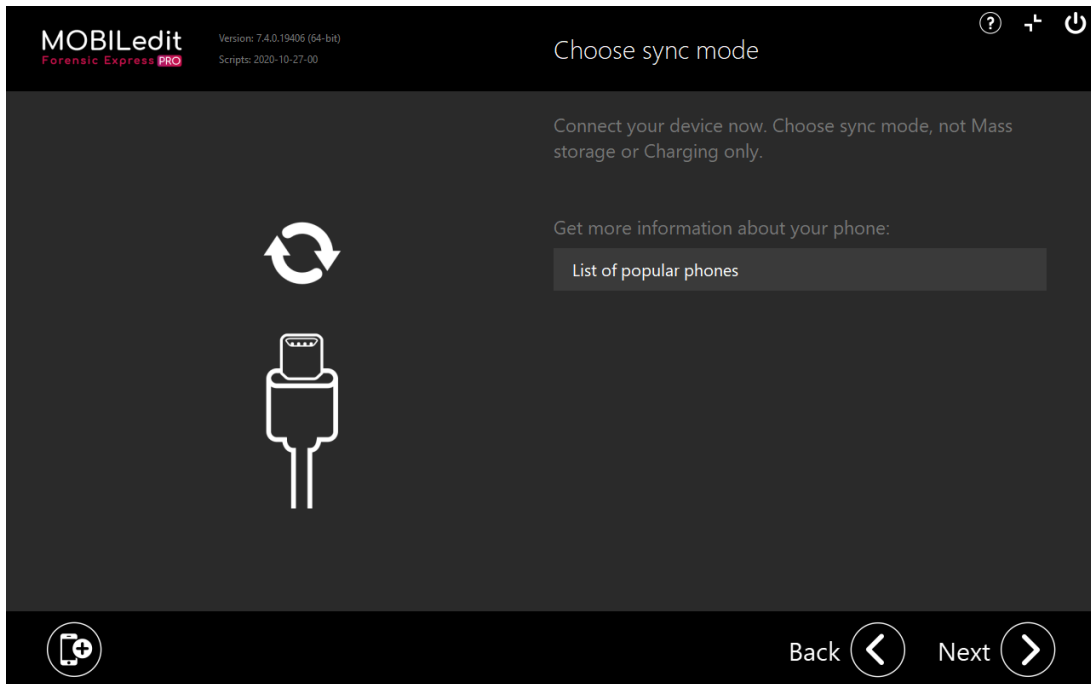 MOBILedit
Forensic Express PRO
Version: 7.4.0.19406 (64-bit)
Scripts: 2020-10-27-00
Choose sync mode
?
Connect your device now. Choose sync mode, not Mass
storage or Charging only.
Get more information about your phone:
List of popular phones
Back
Next